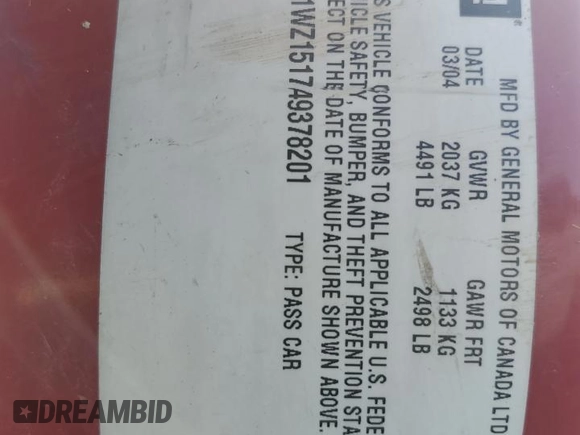 MFD BY GENERAL MOTORS OF CANADA LTD
DATE GVWR GAWR FRT
03/04 2037 KG 1133 KG
4491 LB 2498 LB
S VEHICLE CONFORMS TO ALL APPLICABLE U.S. FEDE
ICLE SAFETY, BUMPER, AND THEFT PREVENTION STA
ECT ON THE DATE OF MANUFACTURE SHOWN ABOVE.
1WZ151749378201 TYPE: PASS CAR
DREAMBID